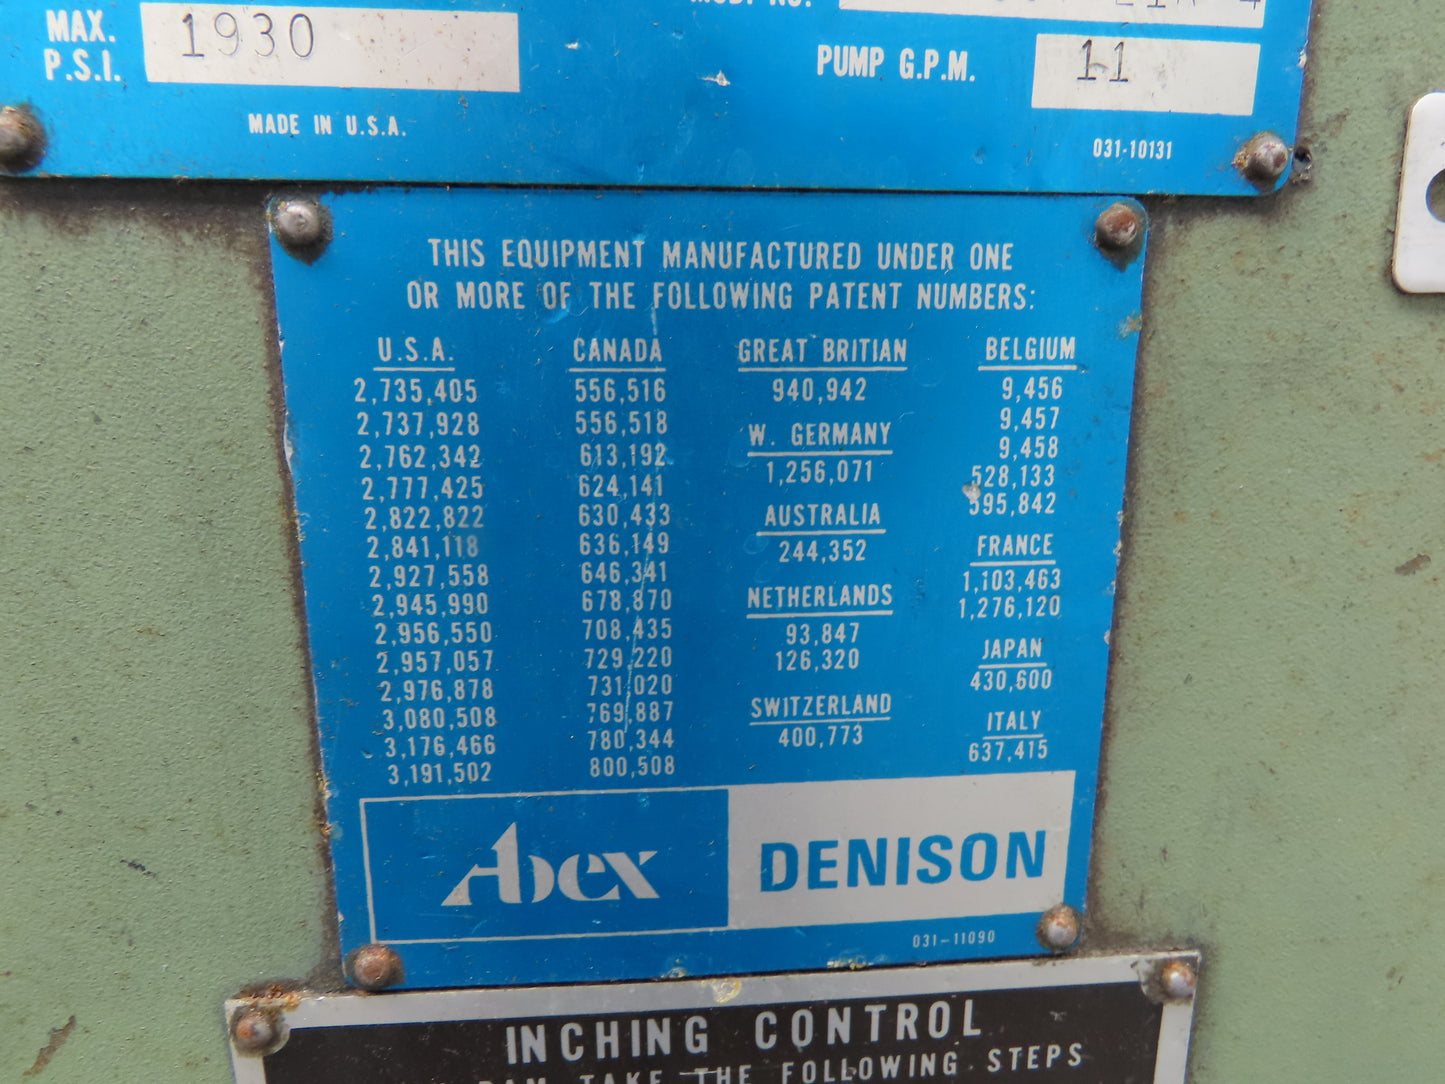 MAX.
P.S.I.
1930
PUMP G.P.M.
11
MADE IN U.S.A.
031-10131
THIS EQUIPMENT MANUFACTURED UNDER ONE
OR MORE OF THE FOLLOWING PATENT NUMBERS:
U.S.A.
2,735,405
2,737,928
2,762,342
2,777,425
2,822,822
2,841,118
2,927,558
2,945,990
2,956,550
2,957,057
2,976,878
3,080,508
3,176,466
3,191,502
CANADA
556,516
556,518
613,192
624,141
630,433
636,149
646,341
678,870
708,435
729,220
731,020
769,887
780,344
800,508
GREAT BRITIAN
940,942
W. GERMANY
1,256,071
AUSTRALIA
244,352
NETHERLANDS
93,847
126,320
SWITZERLAND
400,773
BELGIUM
9,456
9,457
9,458
528,133
595,842
FRANCE
1,103,463
1,276,120
JAPAN
430,600
ITALY
637,415
Abex
DENISON
031-11090
INCHING CONTROL
RAM TAKE THE FOLLOWING STEPS